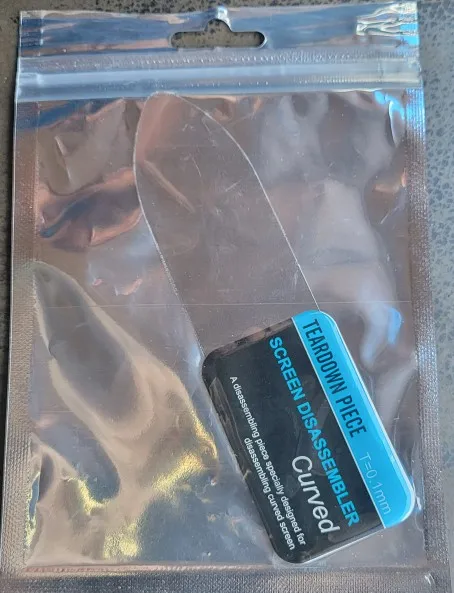 TEARDOWN PIECE
T=0.1mm
SCREEN DISASSEMBLER
Curved
A disassembling piece specially designed for
disassembling curved screen